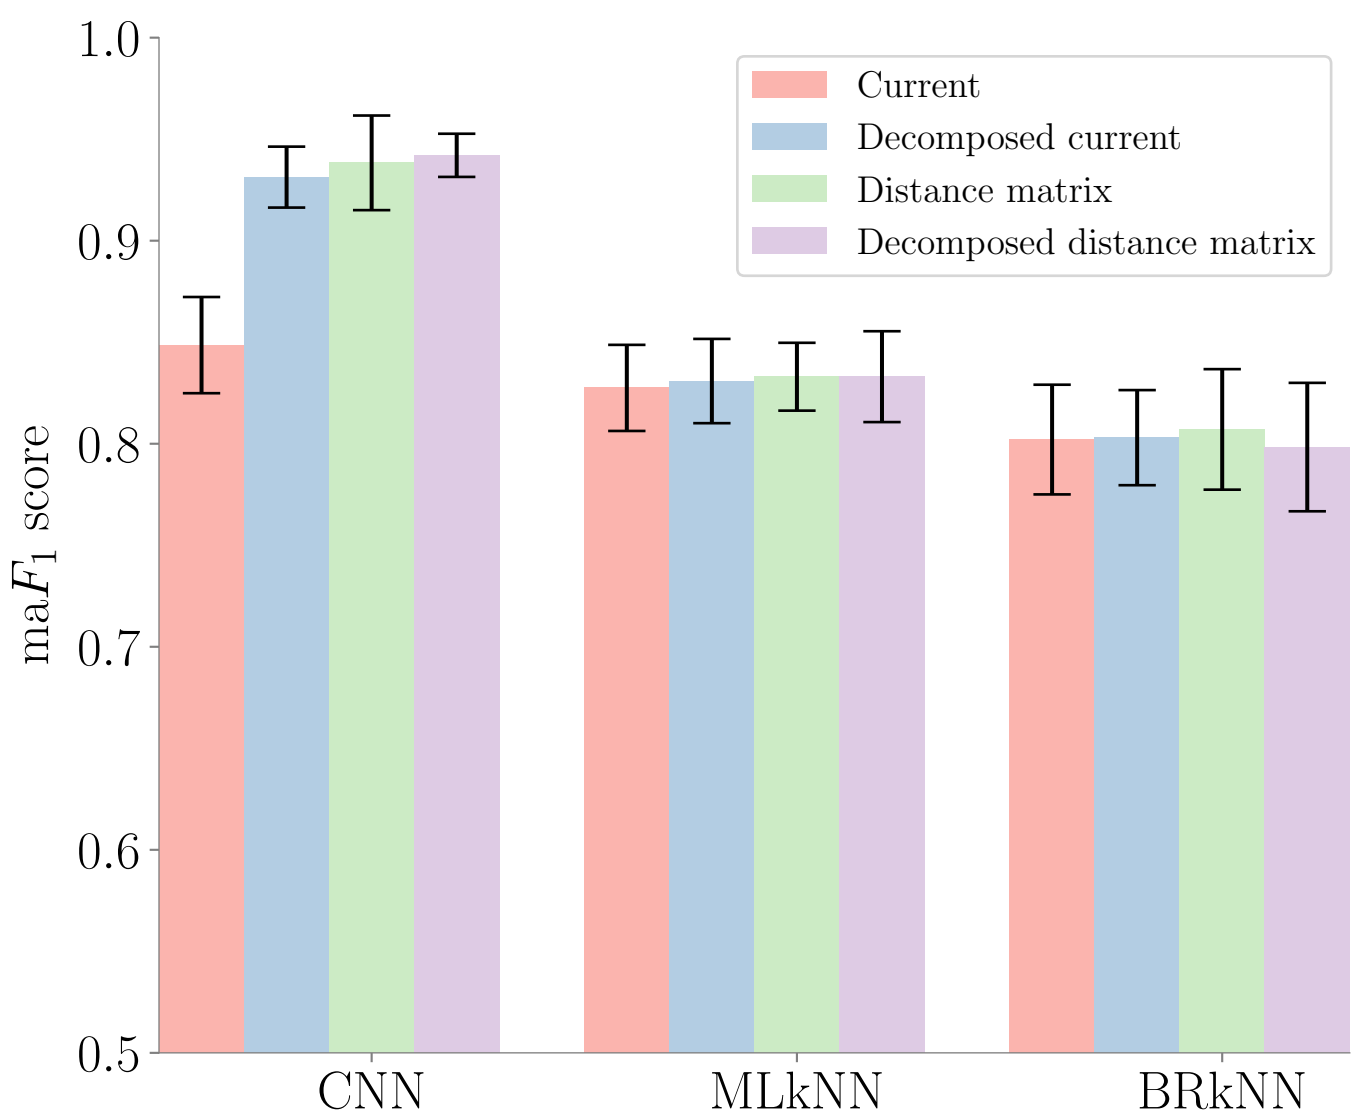 1.0
0.9
0.8
0.7
0.6
0.5
maF₁ score
Current
Decomposed current
Distance matrix
Decomposed distance matrix
CNN
MLkNN
BRkNN